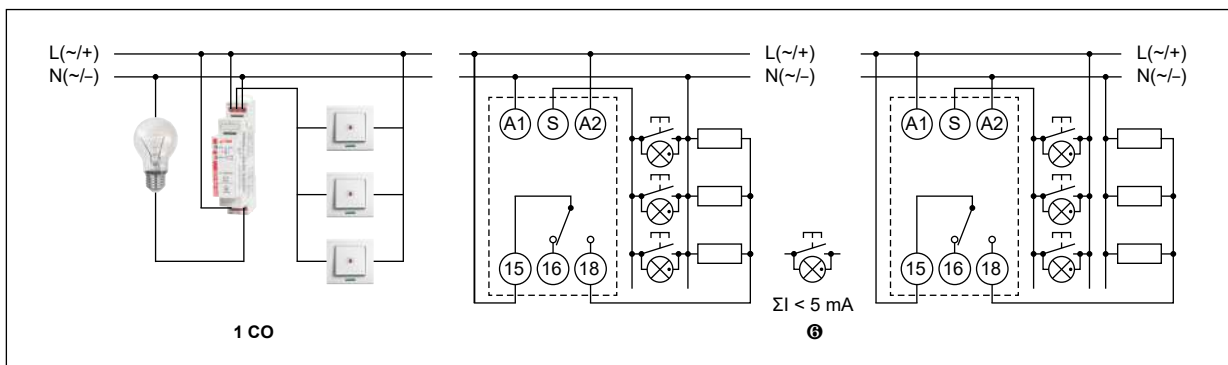 L(~/+)
N(~/–)
1 CO
A1 S A2
15 16 18
L(~/+)
N(~/–)
ΣI < 5 mA
❻
A1 S A2
15 16 18
L(~/+)
N(~/–)